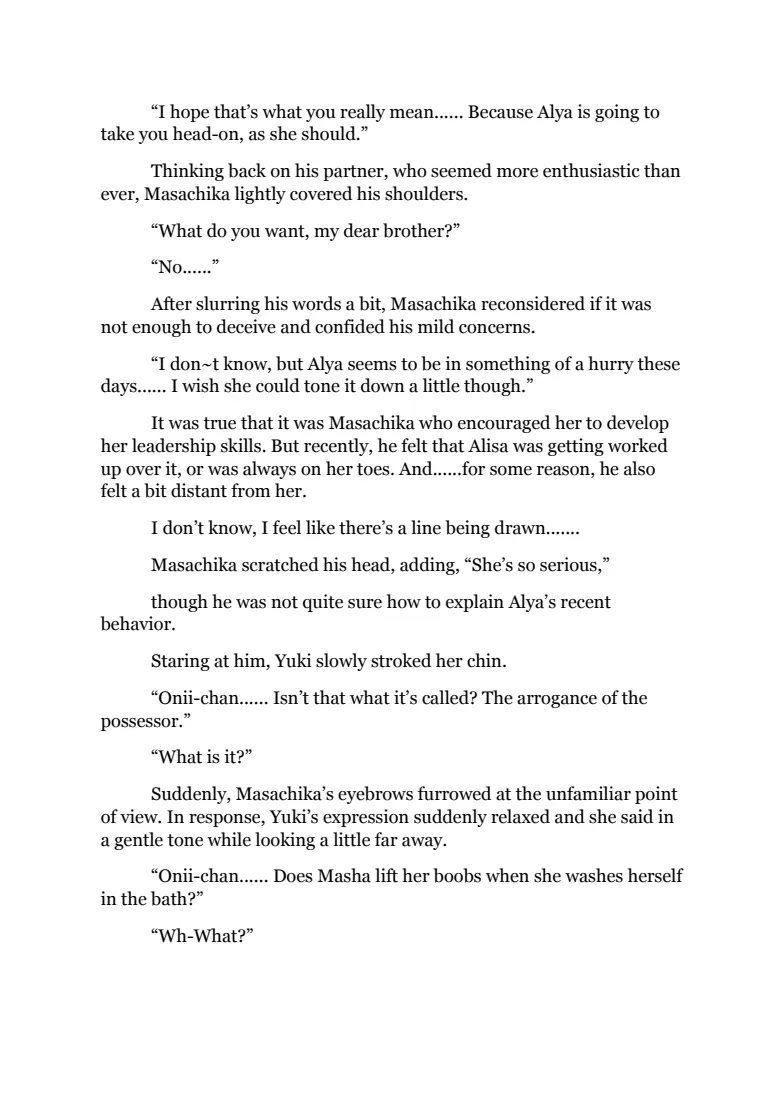 “I hope that’s what you really mean...... Because Alya is going to
take you head-on, as she should.”
Thinking back on his partner, who seemed more enthusiastic than
ever, Masachika lightly covered his shoulders.
“What do you want, my dear brother?”
“No......”
After slurring his words a bit, Masachika reconsidered if it was
not enough to deceive and confided his mild concerns.
“I don~t know, but Alya seems to be in something of a hurry these
days...... I wish she could tone it down a little though.”
It was true that it was Masachika who encouraged her to develop
her leadership skills. But recently, he felt that Alisa was getting worked
up over it, or was always on her toes. And......for some reason, he also
felt a bit distant from her.
I don’t know, I feel like there’s a line being drawn.......
Masachika scratched his head, adding, “She’s so serious,”
though he was not quite sure how to explain Alya’s recent
behavior.
Staring at him, Yuki slowly stroked her chin.
“Onii-chan...... Isn’t that what it’s called? The arrogance of the
possessor.”
“What is it?”
Suddenly, Masachika’s eyebrows furrowed at the unfamiliar point
of view. In response, Yuki’s expression suddenly relaxed and she said in
a gentle tone while looking a little far away.
“Onii-chan...... Does Masha lift her boobs when she washes herself
in the bath?”
“Wh-What?”